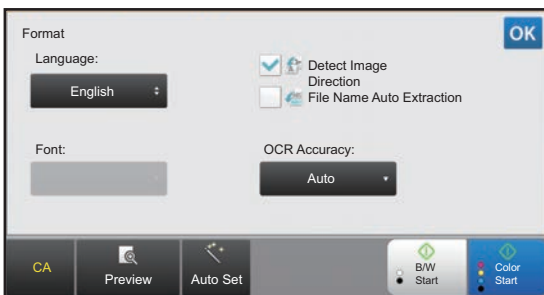 Format
OK
Language:
English
Detect Image
Direction
File Name Auto Extraction
Font:
OCR Accuracy:
Auto
CA
Preview
Auto Set
B/W
Start
Color
Start